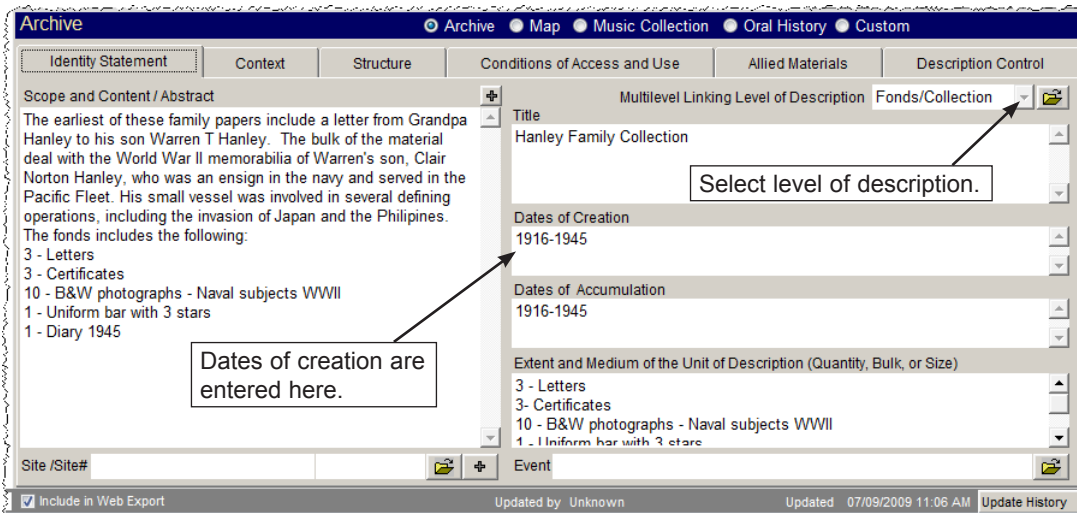 Archive
Archive Map Music Collection Oral History Custom
Identity Statement Context Structure Conditions of Access and Use Allied Materials Description Control
Scope and Content / Abstract
The earliest of these family papers include a letter from Grandpa
Hanley to his son Warren T Hanley. The bulk of the material
deal with the World War II memorabilia of Warren's son, Clair
Norton Hanley, who was an ensign in the navy and served in the
Pacific Fleet. His small vessel was involved in several defining
operations, including the invasion of Japan and the Philipines.
The fonds includes the following:
3 - Letters
3 - Certificates
10 - B&W photographs - Naval subjects WWII
1 - Uniform bar with 3 stars
1 - Diary 1945
Dates of creation are
entered here.
Site /Site#
Multilevel Linking Level of Description Fonds/Collection
Title
Hanley Family Collection
Select level of description.
Dates of Creation
1916-1945
Dates of Accumulation
1916-1945
Extent and Medium of the Unit of Description (Quantity, Bulk, or Size)
3 - Letters
3- Certificates
10 - B&W photographs - Naval subjects WWII
1 - Uniform bar with 3 stars
Event
Include in Web Export Updated by Unknown Updated 07/09/2009 11:06 AM Update History